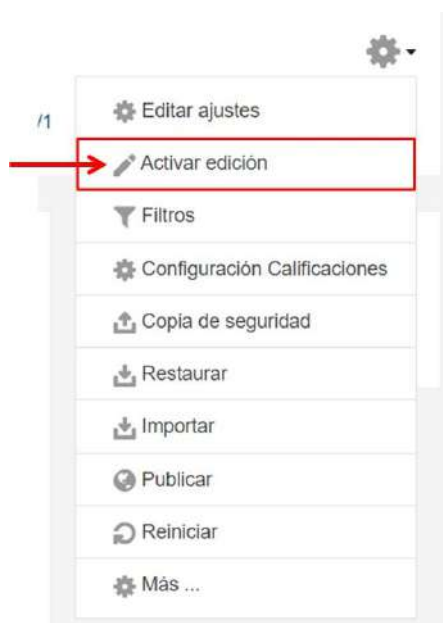 /1
Editar ajustes
Activar edición
Filtros
Configuración Calificaciones
Copia de seguridad
Restaurar
Importar
Publicar
Reiniciar
Más ...